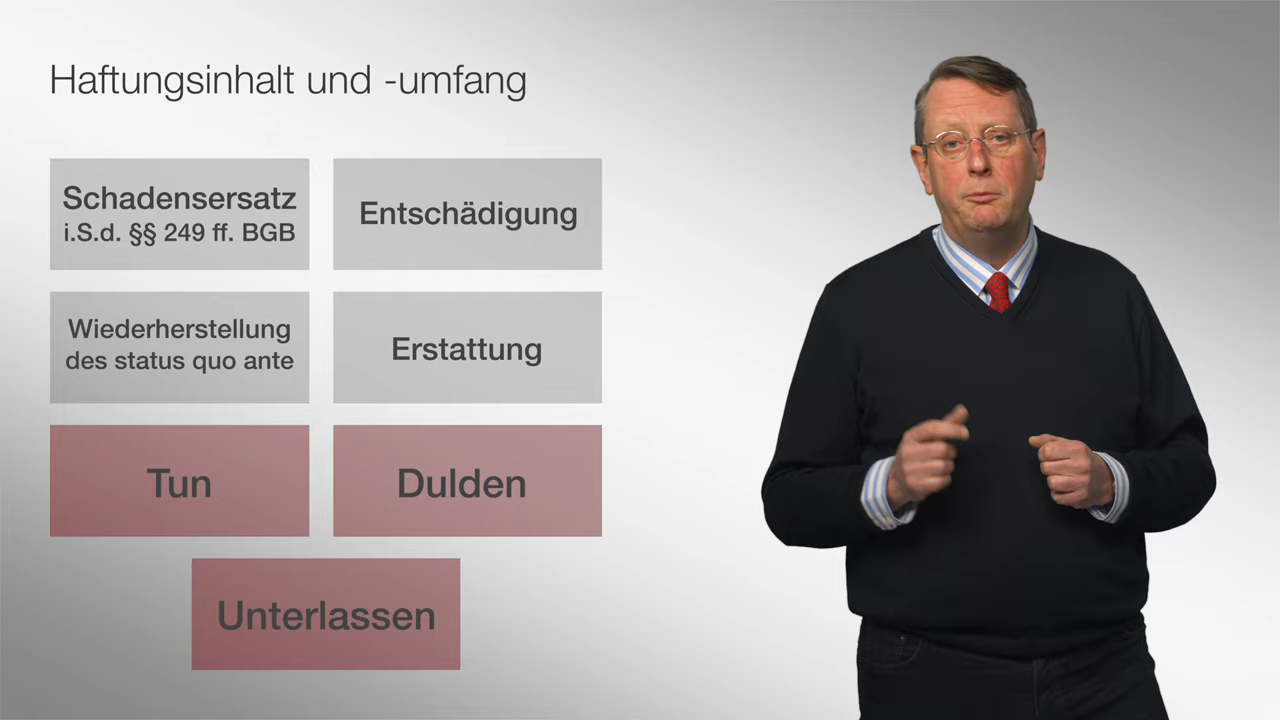 Haftungsinhalt und -umfang
Schadensersatz
i.S.d. §§ 249 ff. BGB
Entschädigung
Wiederherstellung
des status quo ante
Erstattung
Tun
Dulden
Unterlassen